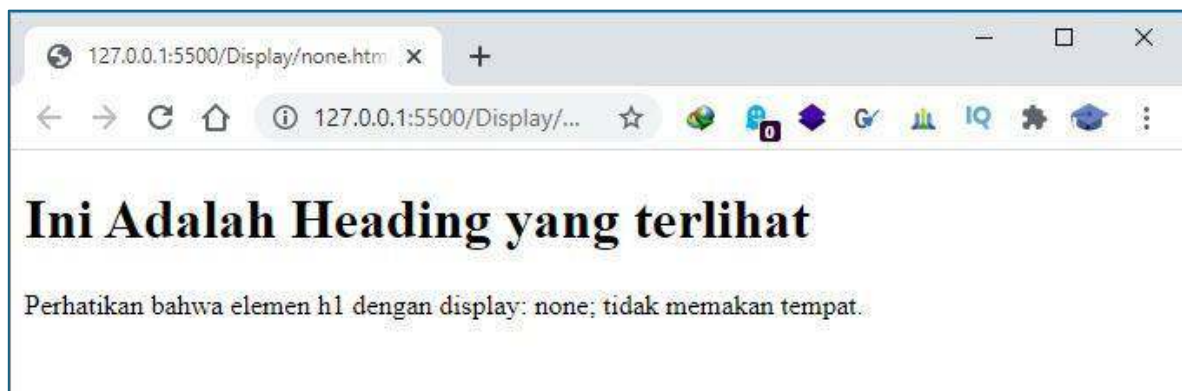 127.0.0.1:5500/Display/none.htm
127.0.0.1:5500/Display/...
0
G
IQ
Ini Adalah Heading yang terlihat
Perhatikan bahwa elemen h1 dengan display: none; tidak memakan tempat.